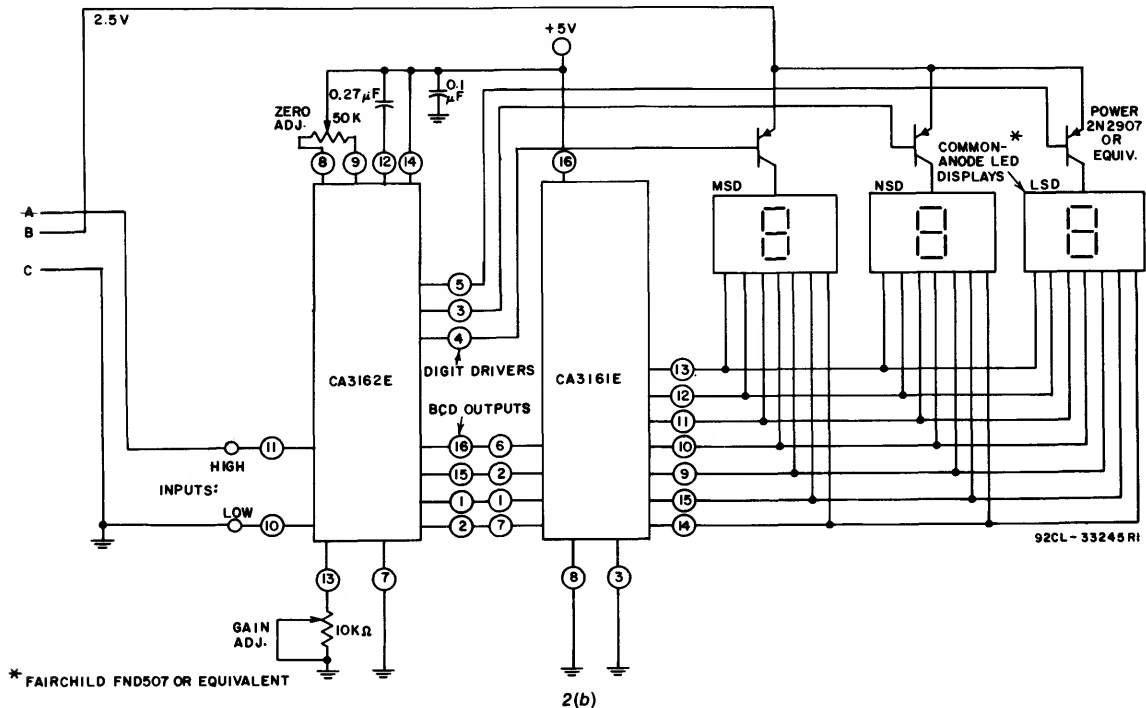 2.5V
+5V
0.27µF
0.1
µF
ZERO
ADJ.
50K
8
9
12
14
16
POWER
2N2907
OR
EQUIV.
COMMON-
ANODE LED
DISPLAYS
*
MSD
NSD
LSD
A
B
C
5
3
4
DIGIT DRIVERS
CA3162E
CA3161E
BCD OUTPUTS
13
12
11
10
9
15
14
16
6
15
2
1
1
2
7
11
HIGH
INPUTS:
LOW
10
92CL-33245R1
13
7
8
3
GAIN
ADJ.
10KΩ
* FAIRCHILD FND507 OR EQUIVALENT
2(b)